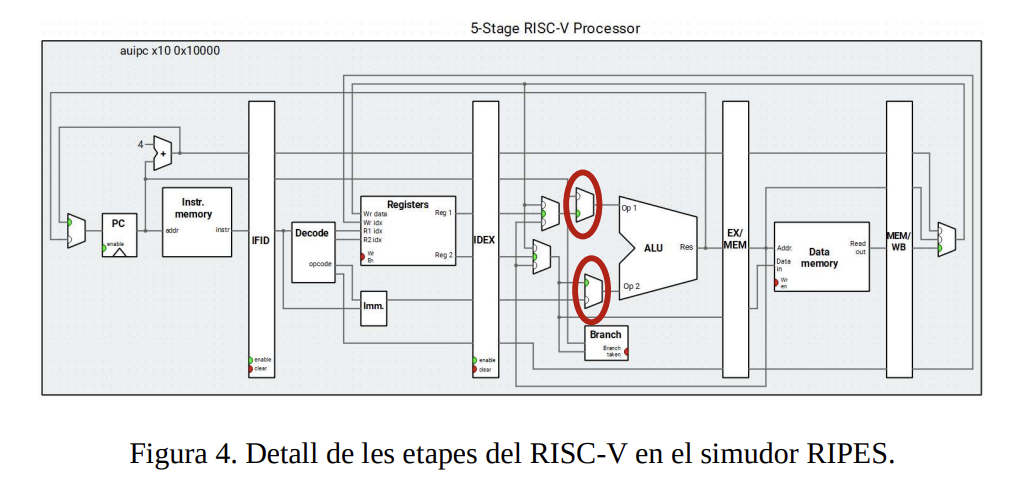 5-Stage RISC-V Processor
auipc x10 0x10000
4
+
Instr.
memory
addr
instr
PC
enable
IFID
enable
clear
Decode
opcode
Registers
Wr data
Wr idx
R1 idx
R2 idx
Wr
En
Reg 1
Reg 2
Imm.
IDEX
enable
clear
Op 1
ALU
Res
Op 2
Branch
Branch
taken
EX/
MEM
Addr.
Data
in
Wr
en
Data
memory
Read
out
MEM/
WB
Figura 4. Detall de les etapes del RISC-V en el simudor RIPES.